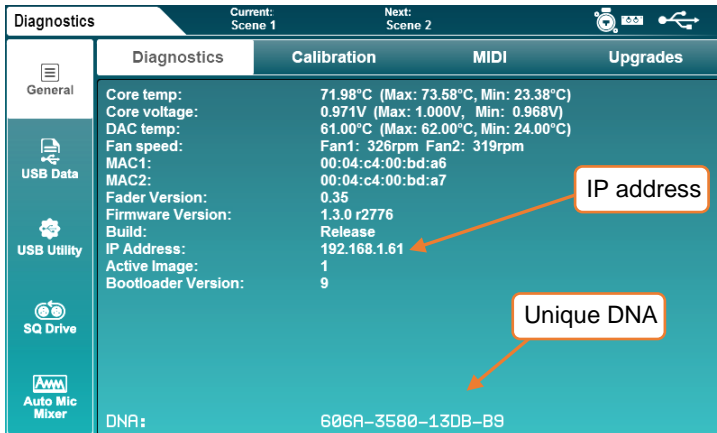 Diagnostics
Current:
Scene 1
Next:
Scene 2
Diagnostics Calibration MIDI Upgrades
General
USB Data
USB Utility
SQ Drive
Auto Mic
Mixer
Core temp: 71.98°C (Max: 73.58°C, Min: 23.38°C)
Core voltage: 0.971V (Max: 1.000V, Min: 0.968V)
DAC temp: 61.00°C (Max: 62.00°C, Min: 24.00°C)
Fan speed: Fan1: 326rpm Fan2: 319rpm
MAC1: 00:04:c4:00:bd:a6
MAC2: 00:04:c4:00:bd:a7
Fader Version: 0.35
Firmware Version: 1.3.0 r2776
Build: Release
IP Address: 192.168.1.61
Active Image: 1
Bootloader Version: 9
IP address
Unique DNA
DNA: 606A-3580-13DB-B9